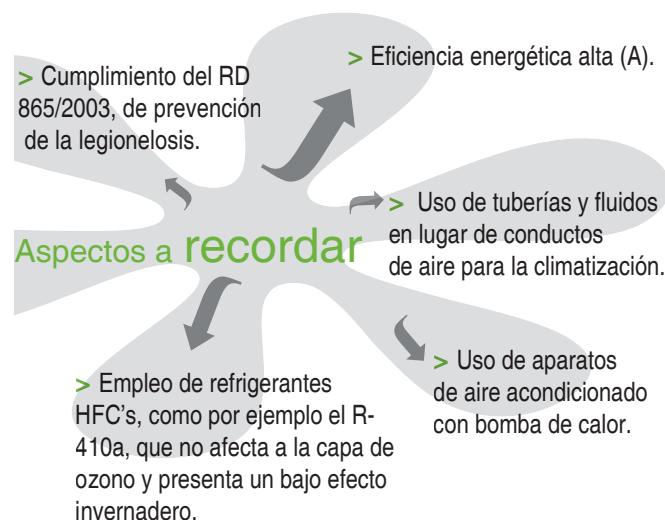 > Eficiencia energética alta (A).
> Cumplimiento del RD
865/2003, de prevención
de la legionelosis.
> Uso de tuberías y fluidos
en lugar de conductos
de aire para la climatización.
Aspectos a recordar
> Uso de aparatos
de aire acondicionado
con bomba de calor.
> Empleo de refrigerantes
HFC's, como por ejemplo el R-
410a, que no afecta a la capa de
ozono y presenta un bajo efecto
invernadero.